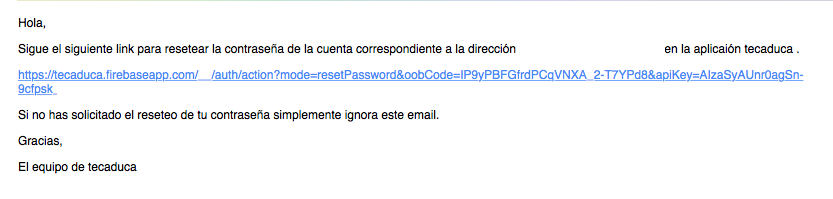 Hola,
Sigue el siguiente link para resetear la contraseña de la cuenta correspondiente a la dirección en la aplicaión tecaduca .
https://tecaduca.firebaseapp.com/__/auth/action?mode=resetPassword&oobCode=IP9yPBFGfrdPCqVNXA_2-T7YPd8&apiKey=AIzaSyAUnr0agSn-
9cfpsk_
Si no has solicitado el reseteo de tu contraseña simplemente ignora este email.
Gracias,
El equipo de tecaduca